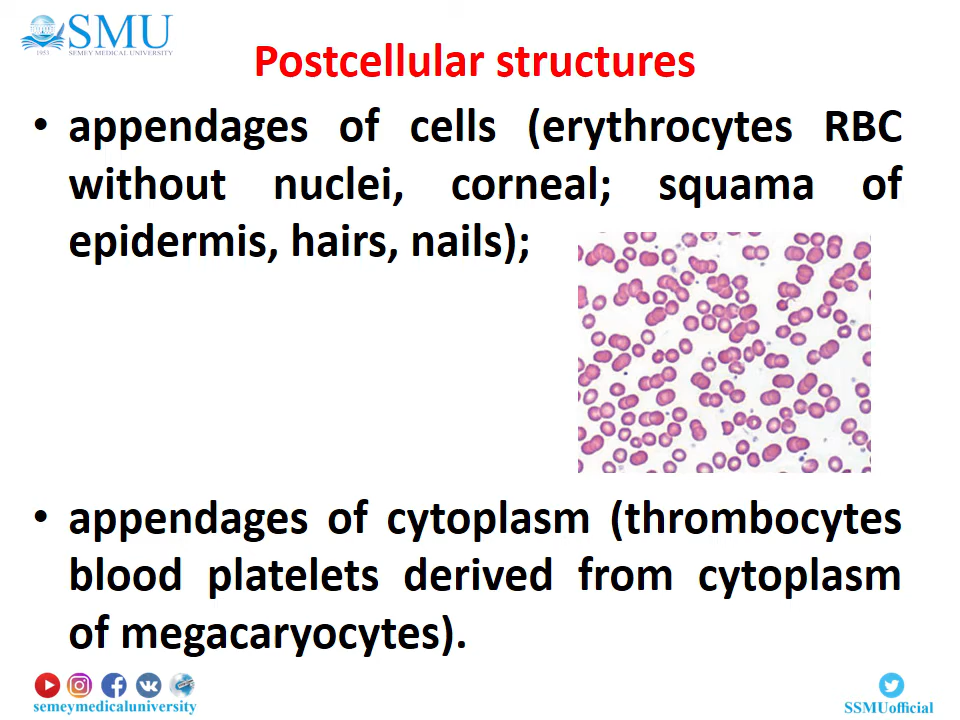 SMU
1953
SEMEY MEDICAL UNIVERSITY
Postcellular structures
• appendages of cells (erythrocytes RBC
without nuclei, corneal; squama of
epidermis, hairs, nails);
• appendages of cytoplasm (thrombocytes
blood platelets derived from cytoplasm
of megacaryocytes).
semeymedicaluniversity
SSMUofficial